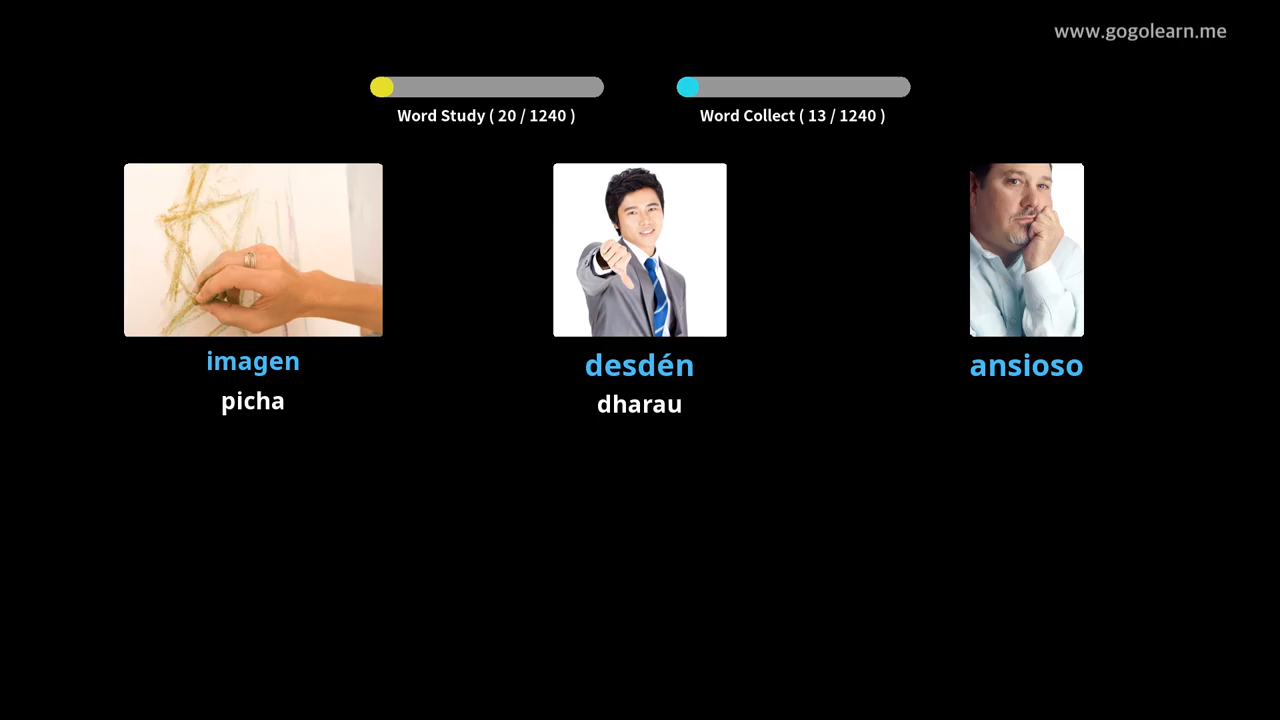 www.gogolearn.me
Word Study ( 20 / 1240 )
Word Collect ( 13 / 1240 )
imagen
desdén
ansioso
picha
dharau